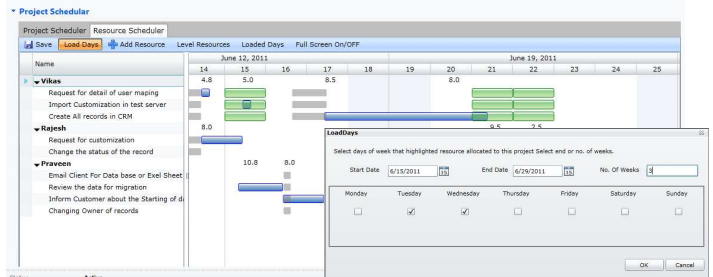 Project Schedular
Project Scheduler Resource Scheduler
Save Load Days Add Resource Level Resources Loaded Days Full Screen On/OFF
Name
June 12, 2011 June 19, 2011
14 15 16 17 18 19 20 21 22 23 24 25
Vikas 4.8 5.0 8.5 8.0
Request for detail of user maping
Import Customization in test server
Create All records in CRM
Rajesh 8.0 9.5 2.5
Request for customization
Change the status of the record
Praveen 10.8 8.0
Email Client For Data base or Exel Sheet
Review the data for migration
Inform Customer about the Starting of da
Changing Owner of records
LoadDays
Select days of week that highlighted resource allocated to this project Select end or no. of weeks.
Start Date 6/15/2011 15 End Date 6/29/2011 15 No. Of Weeks 3
Monday Tuesday Wednesday Thursday Friday Saturday Sunday
OK Cancel